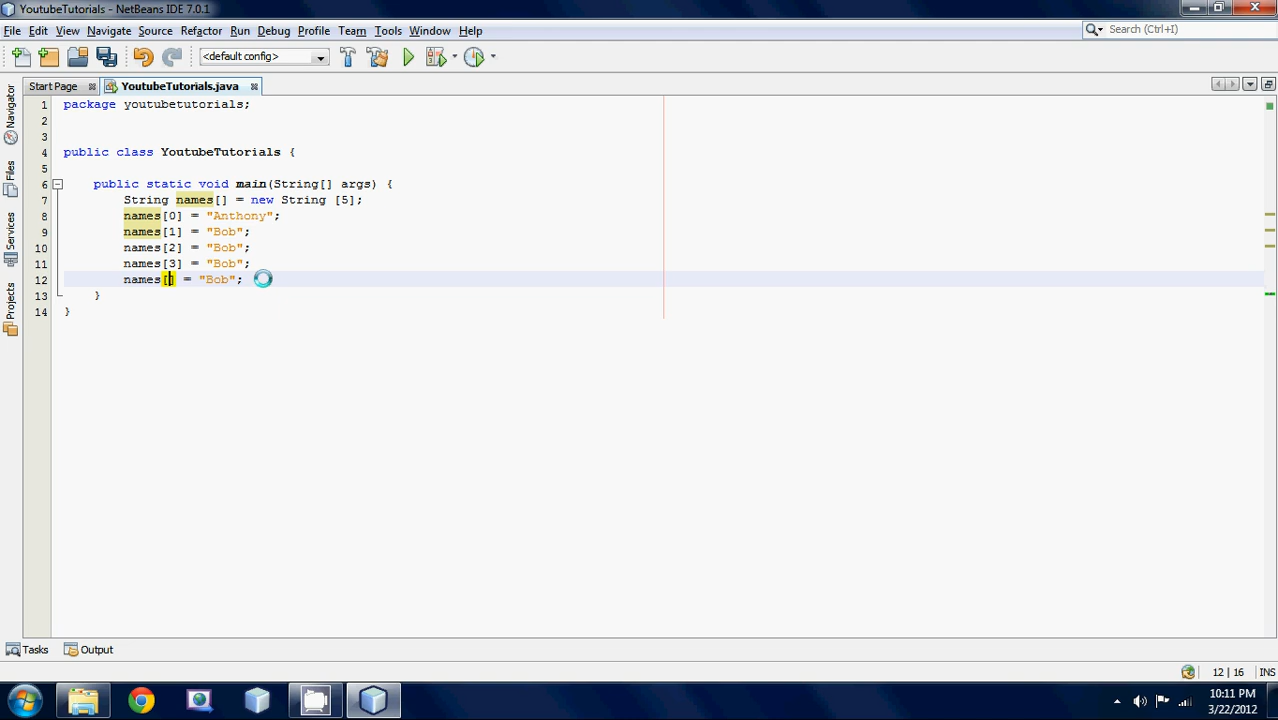 YoutubeTutorials - NetBeans IDE 7.0.1
File Edit View Navigate Source Refactor Run Debug Profile Team Tools Window Help
Search (Ctrl+I)
<default config>
Start Page
YoutubeTutorials.java
Navigator
Files
Services
Projects
1 package youtubetutorials;
2
3
4 public class YoutubeTutorials {
5
6 public static void main(String[] args) {
7 String names[] = new String [5];
8 names[0] = "Anthony";
9 names[1] = "Bob";
10 names[2] = "Bob";
11 names[3] = "Bob";
12 names[] = "Bob";
13 }
14 }
Tasks Output
12 | 16 INS
10:11 PM
3/22/2012